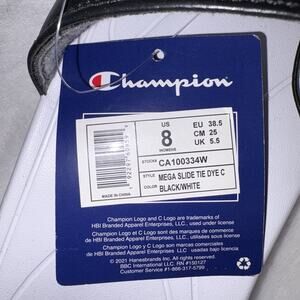 Champion
US EU 38.5
8 CM 25
WOMENS UK 5.5
STOCK# CA100334W
STYLE MEGA SLIDE TIE DYE C
COLOR BLACK/WHITE
MADE IN CHINA
Champion Logo and C Logo are trademarks of
HBI Branded Apparel Enterprises, LLC., used under license
Champion Logo et C Logo sont des marques de commerce
de HBI Branded Apparel Enterprises, LLC. utilisées sous licence
Champion Logo y C Logo son marcas comerciales
de HBI Branded Apparel Enterprises. LLC usadas bajo licencia
© 2021 Hanesbrands. All Rights Reserved
BBC International LLC. RN #150127
Customer Service #1-866-317-5799